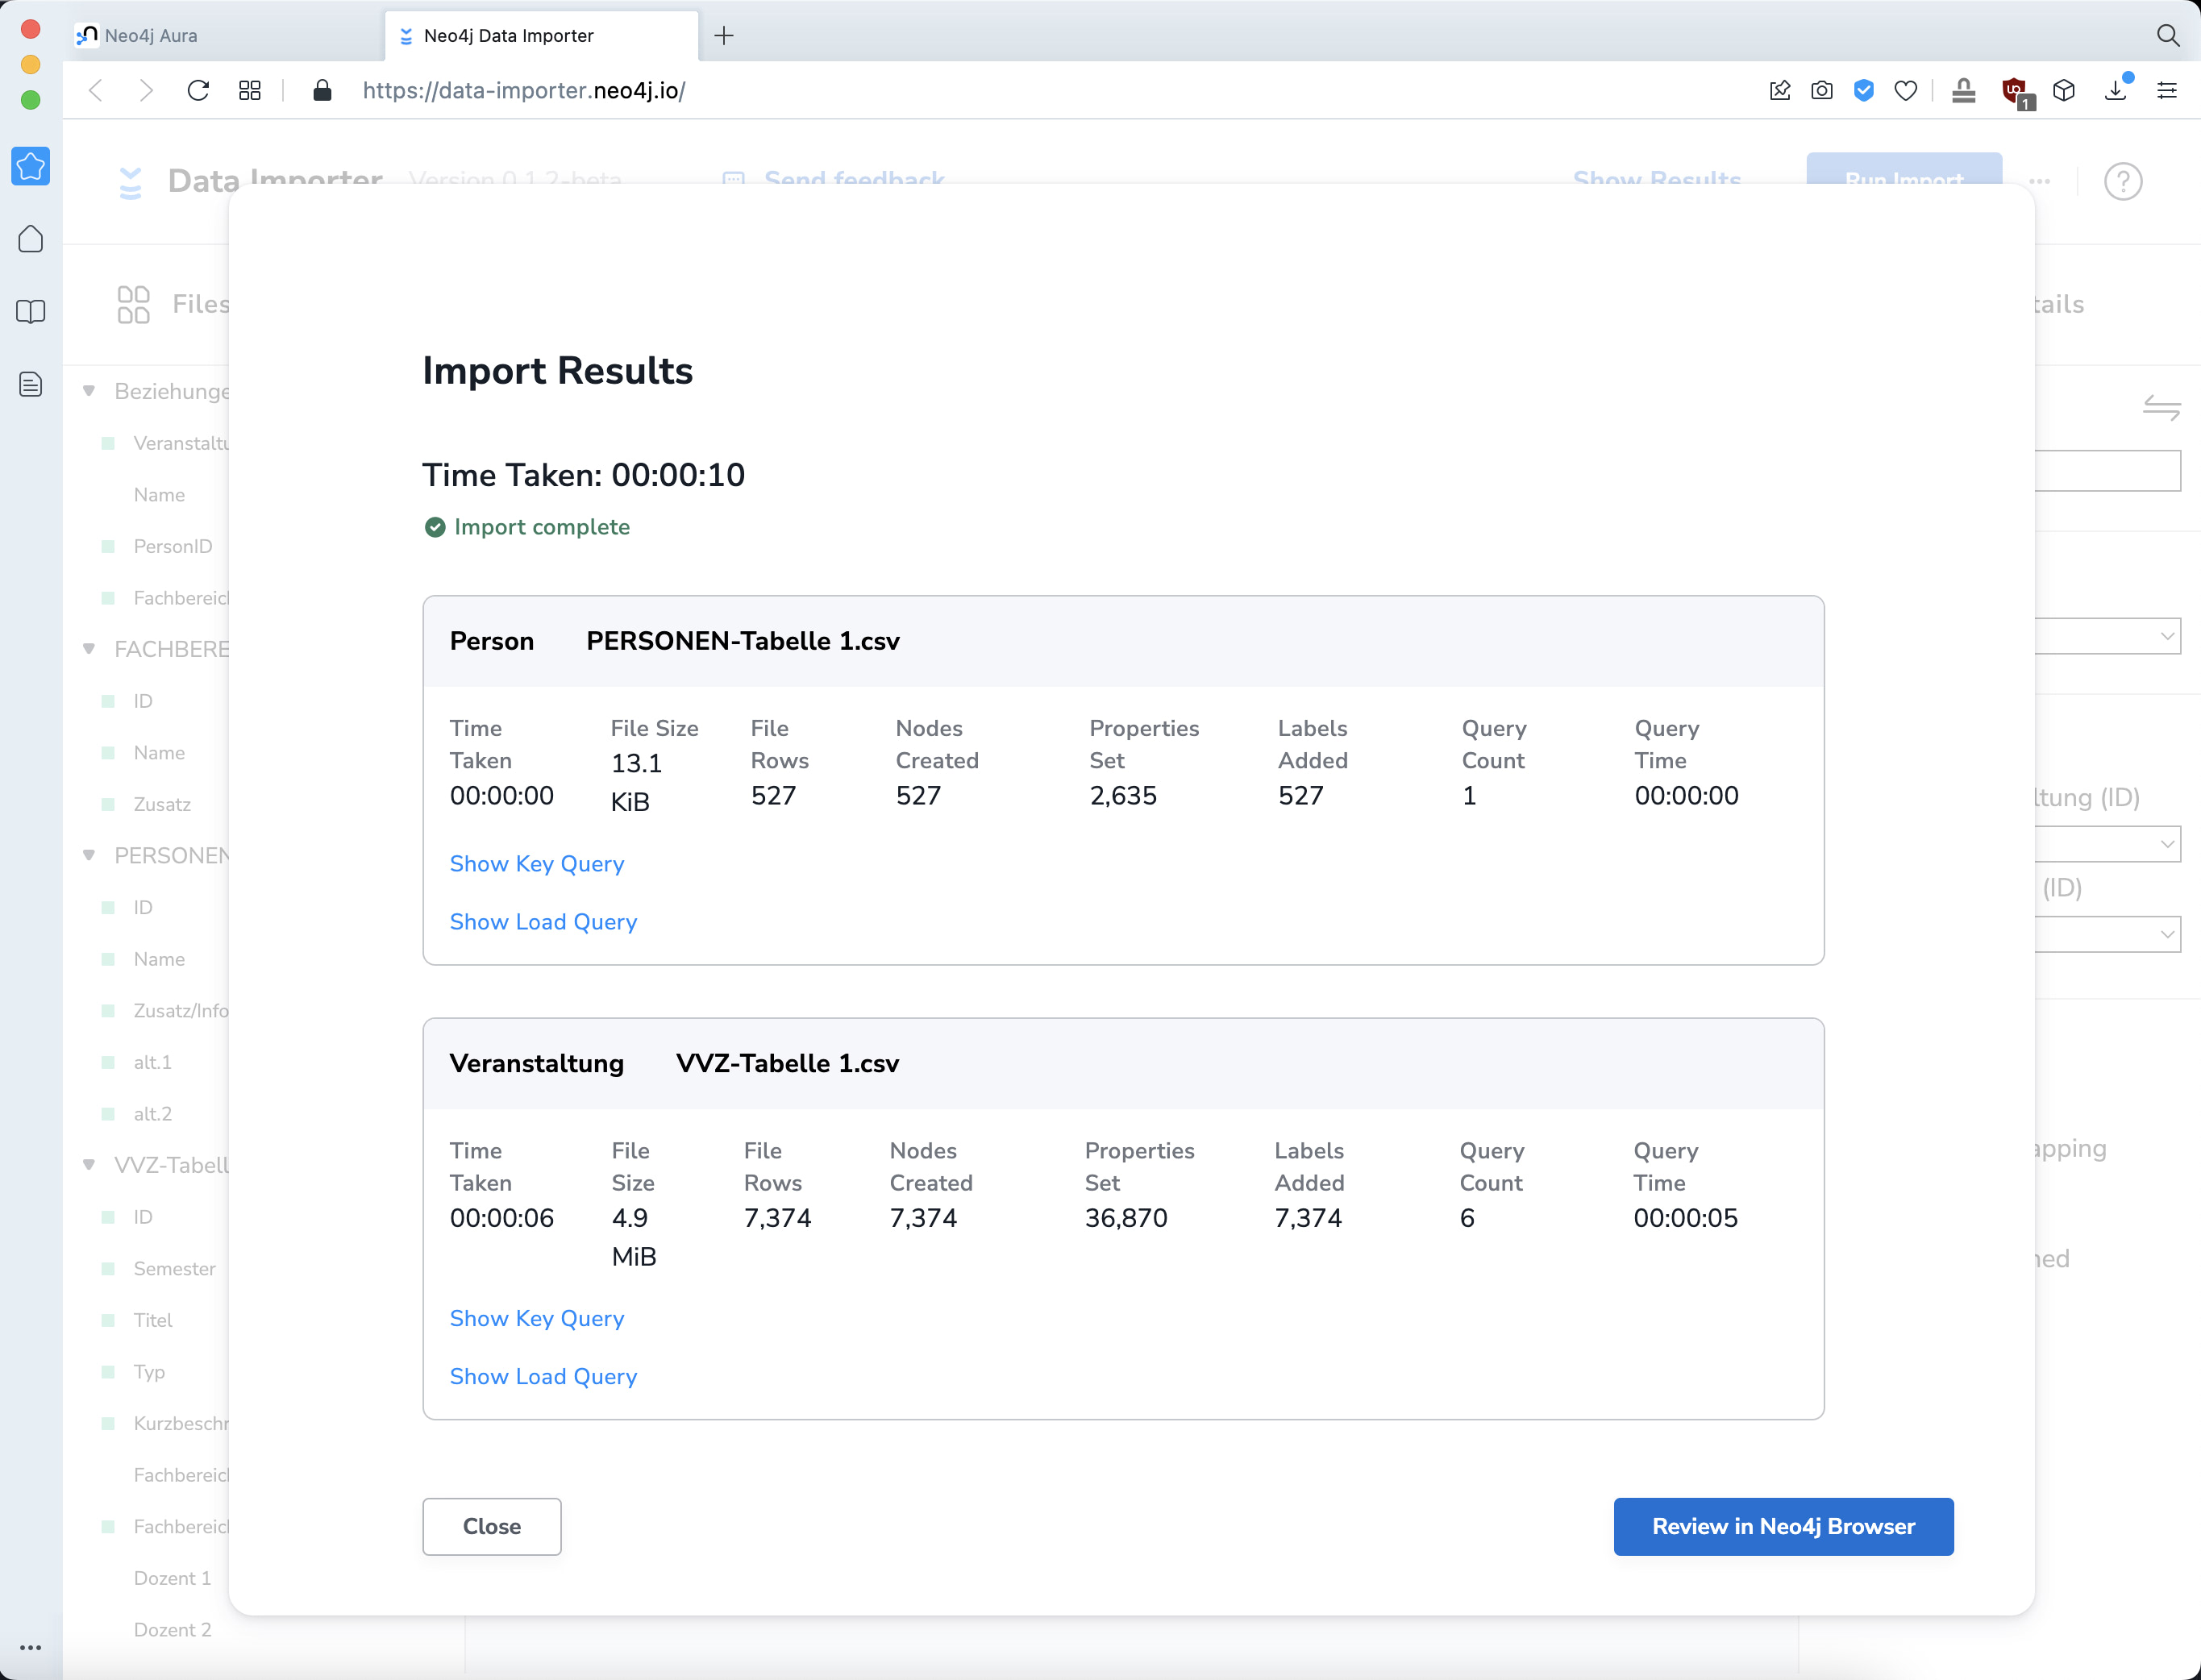 Neo4j Aura
Neo4j Data Importer
https://data-importer.neo4j.io/
1
Data Importer Version 0.1.2-beta Send feedback Show Results Run Import
Files
tails
Beziehunge
Veranstaltu
Name
PersonID
Fachbereich
FACHBERE
ID
Name
Zusatz
PERSONEN
ID
Name
Zusatz/Info
alt.1
alt.2
VVZ-Tabell
ID
Semester
Titel
Typ
Kurzbeschr
Fachbereich
Fachbereich
Dozent 1
Dozent 2
Import Results
Time Taken: 00:00:10
Import complete
Person PERSONEN-Tabelle 1.csv
Time Taken 00:00:00
File Size 13.1 KiB
File Rows 527
Nodes Created 527
Properties Set 2,635
Labels Added 527
Query Count 1
Query Time 00:00:00
Show Key Query
Show Load Query
Veranstaltung VVZ-Tabelle 1.csv
Time Taken 00:00:06
File Size 4.9 MiB
File Rows 7,374
Nodes Created 7,374
Properties Set 36,870
Labels Added 7,374
Query Count 6
Query Time 00:00:05
Show Key Query
Show Load Query
Close
Review in Neo4j Browser
ltung (ID)
(ID)
apping
ned